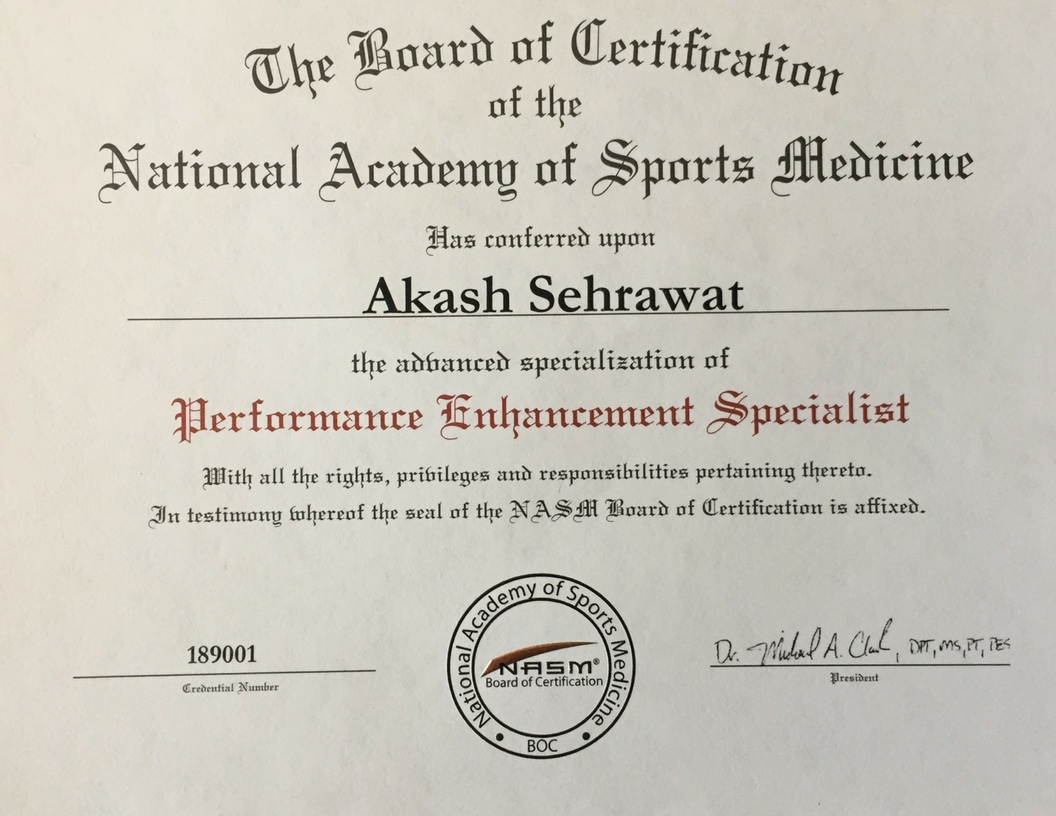 The Board of Certification
of the
National Academy of Sports Medicine
Has conferred upon
Akash Sehrawat
the advanced specialization of
Performance Enhancement Specialist
With all the rights, privileges and responsibilities pertaining thereto.
In testimony whereof the seal of the NASM Board of Certification is affixed.
189001
Credential Number
National Academy of Sports Medicine
NASM®
Board of Certification
• BOC •
Dr. Michael A. Clark, DPT, MS, PT, PES
President